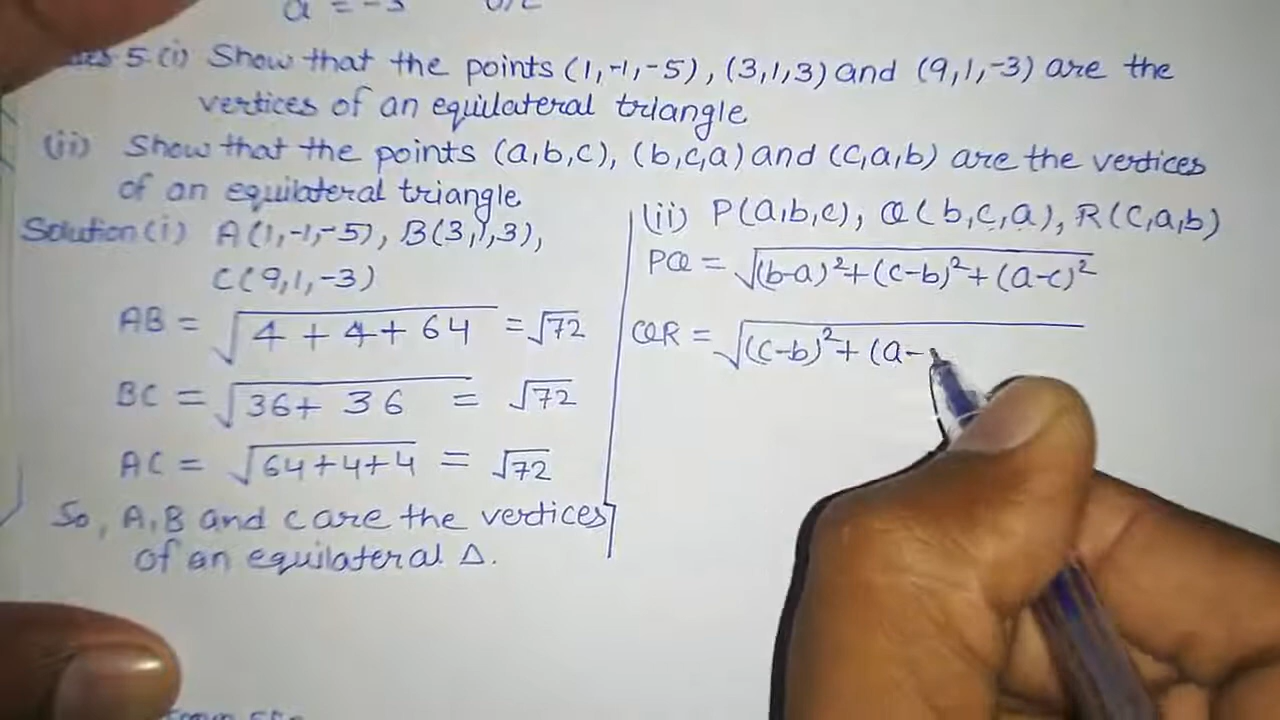 a = -3
5. (i) Show that the points (1,-1,-5), (3,1,3) and (9,1,-3) are the
vertices of an equilateral triangle
(ii) Show that the points (a,b,c), (b,c,a) and (c,a,b) are the vertices
of an equilateral triangle
Solution (i) A(1,-1,-5), B(3,1,3),
C(9,1,-3)
AB = √4 + 4 + 64 = √72
BC = √36 + 36 = √72
AC = √64+4+4 = √72
So, A,B and C are the vertices
of an equilateral Δ.
(ii) P(a,b,c), Q(b,c,a), R(c,a,b)
PQ = √(b-a)²+(c-b)²+(a-c)²
QR = √(c-b)²+(a-